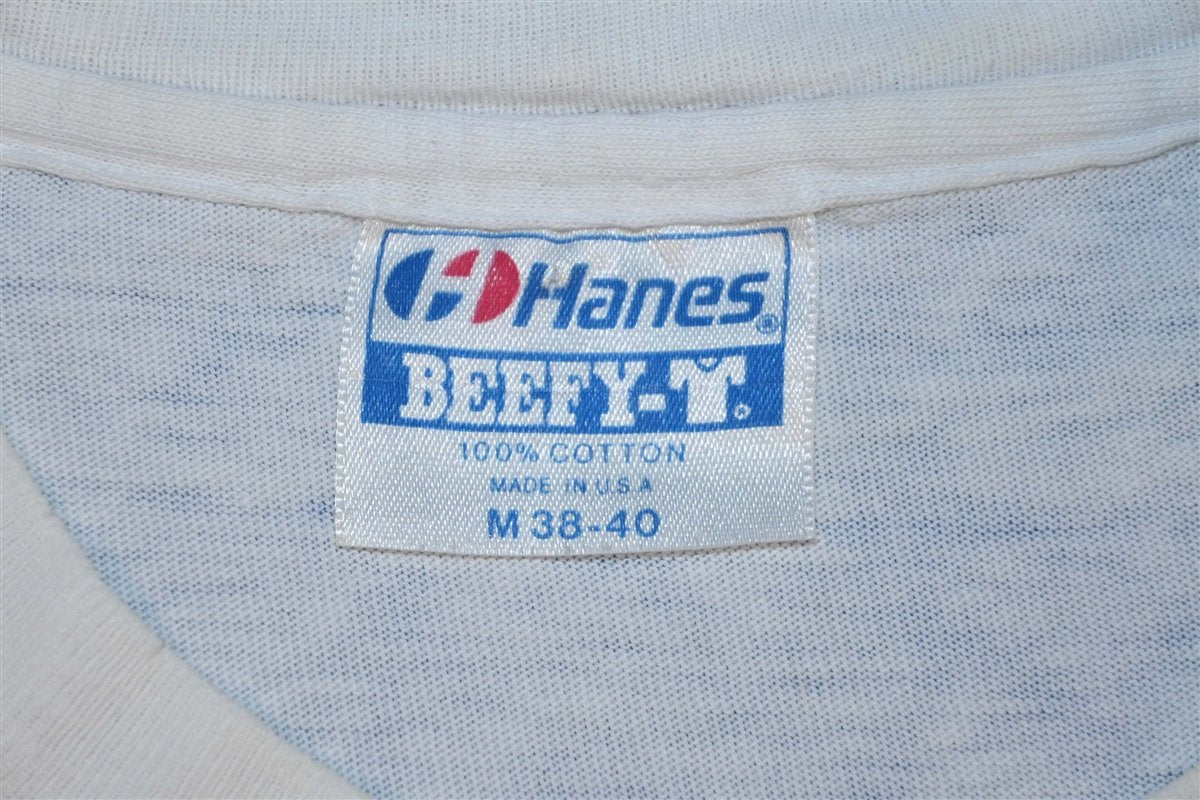 Hanes®
BEEFY-T®
100% COTTON
MADE IN U.S.A
M 38-40